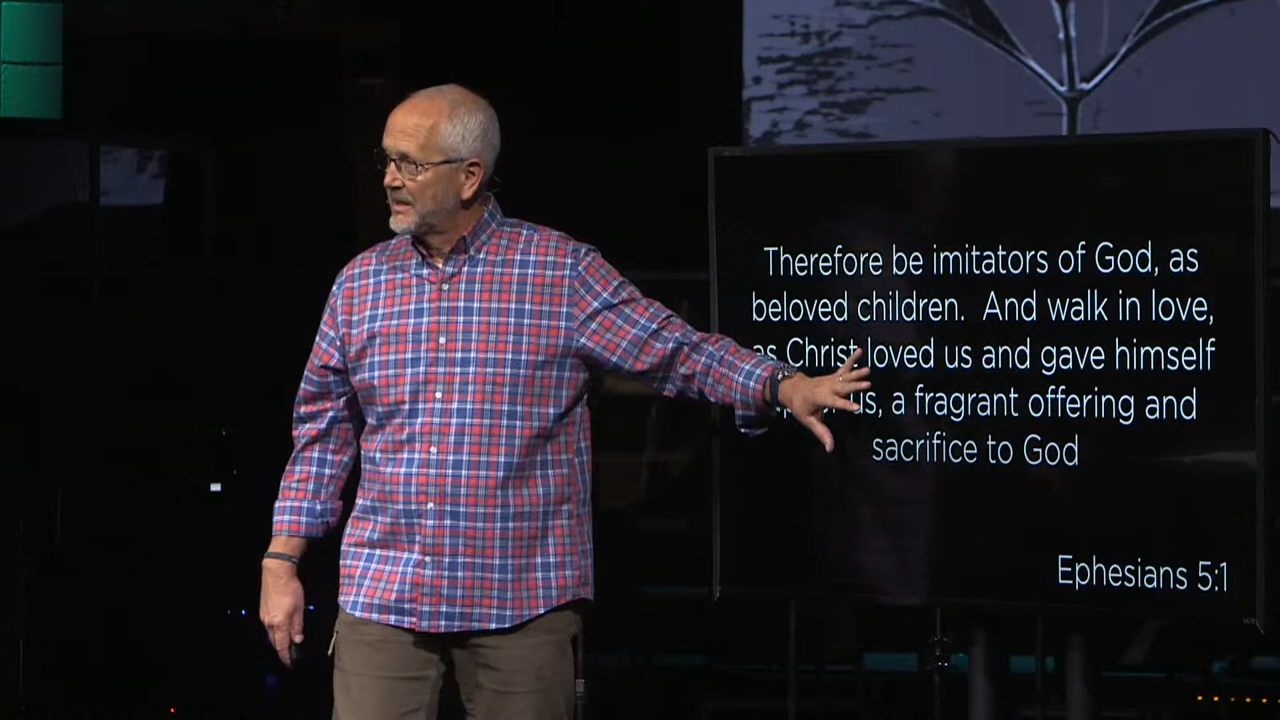 Therefore be imitators of God, as
beloved children. And walk in love,
as Christ loved us and gave himself
us, a fragrant offering and
sacrifice to God
Ephesians 5:1